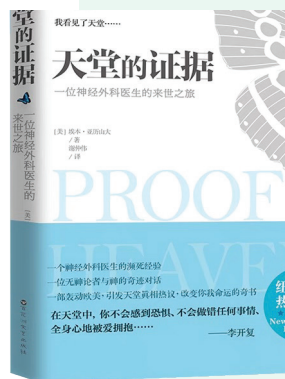 我看见了天堂……
天堂的证据
一位神经外科医生的来世之旅
[美] 埃本·亚历山大
著
译
PROOF
HEAVE
一个神经外科医生的濒死经验
一位无神论者与神的奇迹对话
一部轰动欧美·引发天堂真相热议·改变你我命运的奇书
在天堂中，你不会感到恐惧、不会做错任何事情、
全身心地被爱拥抱……
——李开复
New
堂的证据
一位神经外科医生的
来世之旅
[美]